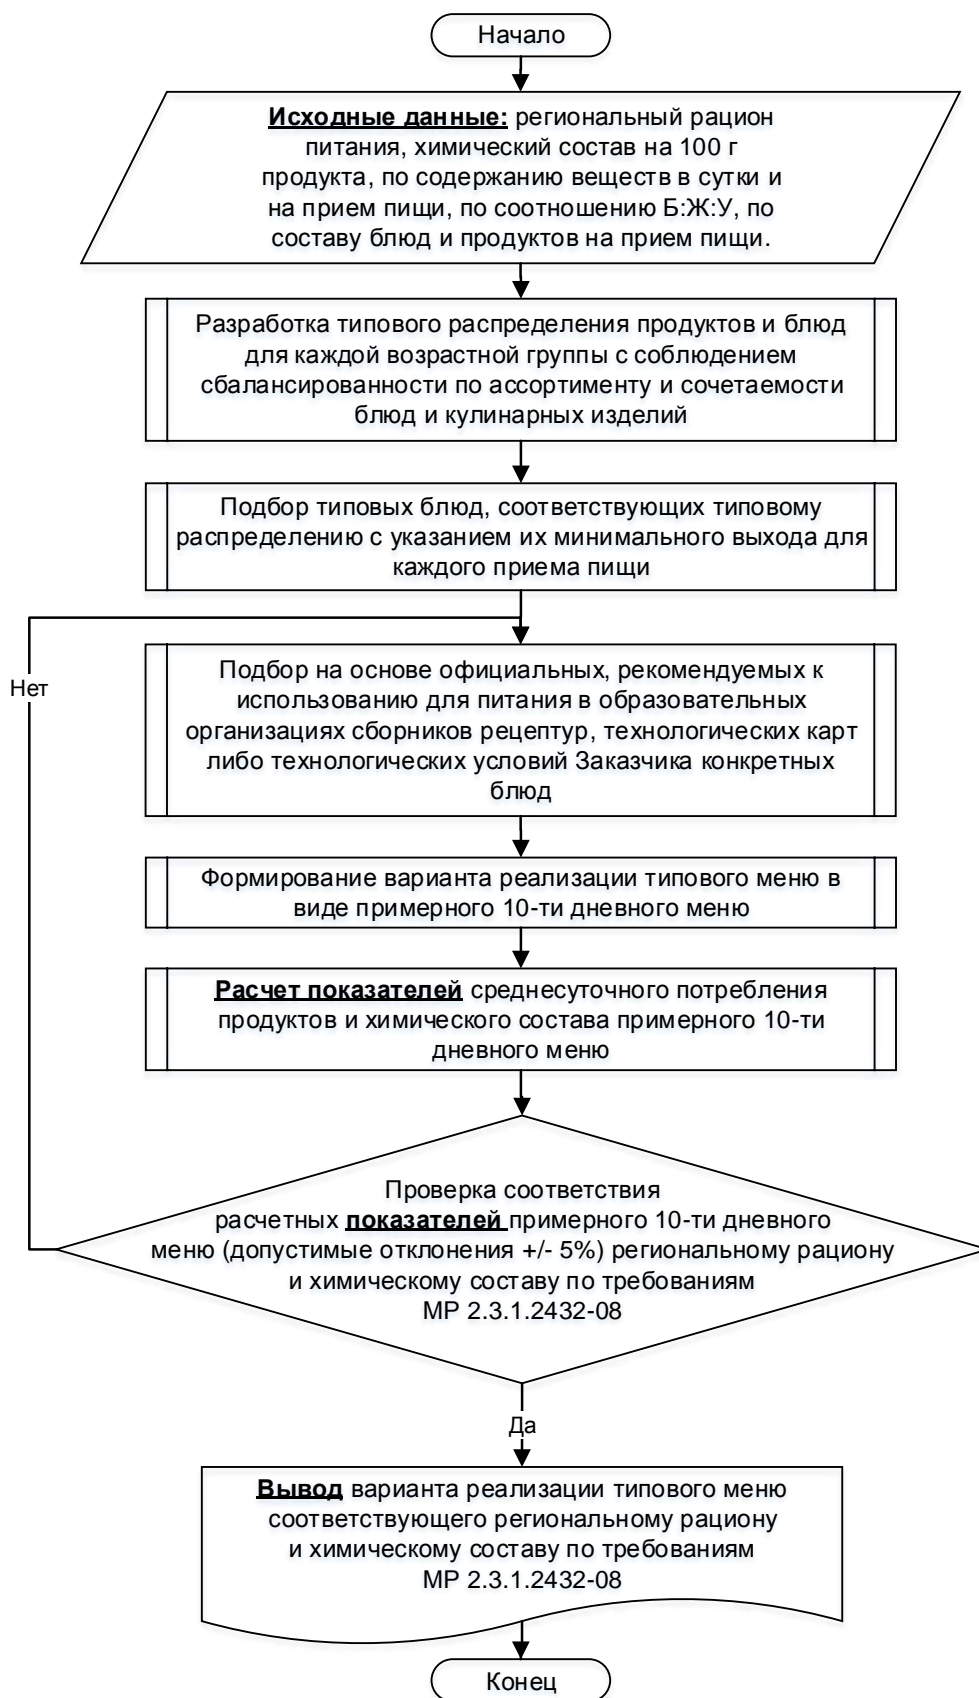 Начало
Исходные данные: региональный рацион
питания, химический состав на 100 г
продукта, по содержанию веществ в сутки и
на прием пищи, по соотношению Б:Ж:У, по
составу блюд и продуктов на прием пищи.
Разработка типового распределения продуктов и блюд
для каждой возрастной группы с соблюдением
сбалансированности по ассортименту и сочетаемости
блюд и кулинарных изделий
Подбор типовых блюд, соответствующих типовому
распределению с указанием их минимального выхода для
каждого приема пищи
Нет
Подбор на основе официальных, рекомендуемых к
использованию для питания в образовательных
организациях сборников рецептур, технологических карт
либо технологических условий Заказчика конкретных
блюд
Формирование варианта реализации типового меню в
виде примерного 10-ти дневного меню
Расчет показателей среднесуточного потребления
продуктов и химического состава примерного 10-ти
дневного меню
Проверка соответствия
расчетных показателей примерного 10-ти дневного
меню (допустимые отклонения +/- 5%) региональному рациону
и химическому составу по требованиям
МР 2.3.1.2432-08
Да
Вывод варианта реализации типового меню
соответствующего региональному рациону
и химическому составу по требованиям
МР 2.3.1.2432-08
Конец